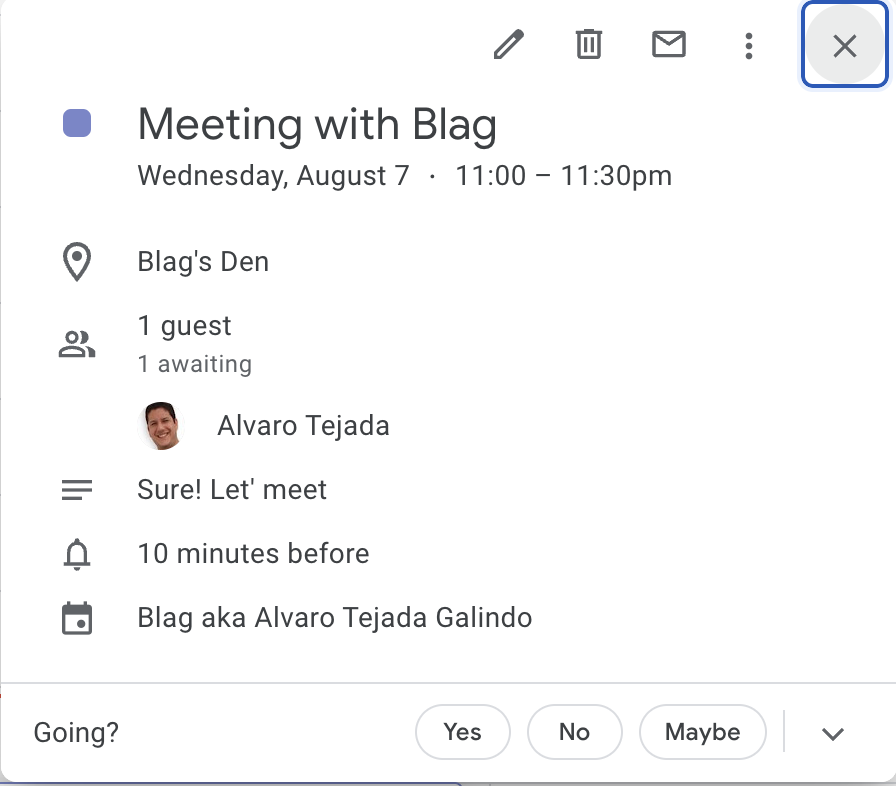 Meeting with Blag
Wednesday, August 7 · 11:00 – 11:30pm
Blag's Den
1 guest
1 awaiting
Alvaro Tejada
Sure! Let' meet
10 minutes before
Blag aka Alvaro Tejada Galindo
Going?
Yes
No
Maybe